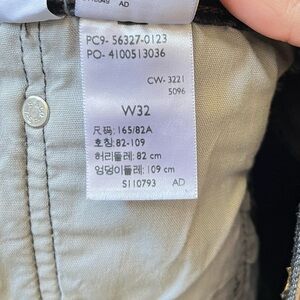 AD
PC9- 56327-0123
PO- 4100513036
CW-3221
5096
W32
尺码: 165/82A
호칭: 82-109
허리둘레: 82 cm
엉덩이둘레: 109 cm
S110793 AD